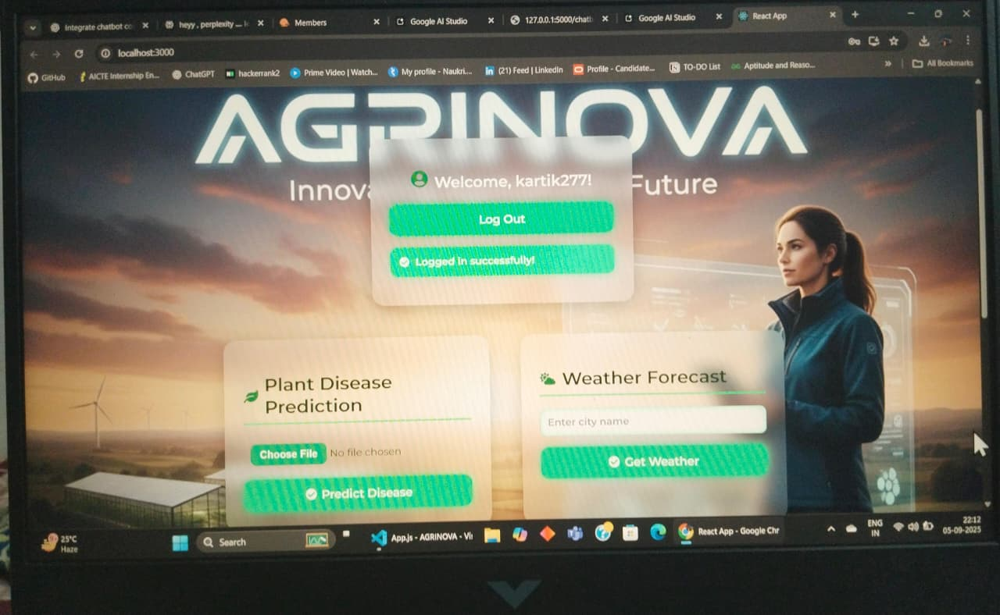 Integrate chatbot co
heyy , perplexity
Members
Google AI Studio
127.0.0.1:5000/chatl
Google AI Studio
React App
localhost:3000
GitHub
AICTE Internship En...
ChatGPT
hackerrank2
Prime Video | Watch...
My profile - Naukri....
(21) Feed | LinkedIn
Profile - Candidate...
TO-DO List
Aptitude and Reaso...
All Bookmarks
AGRINOVA
Innova Future
Welcome, kartik277!
Log Out
Logged in successfully!
Plant Disease
Prediction
Choose File No file chosen
Predict Disease
Weather Forecast
Enter city name
Get Weather
25°C
Haze
Search
App.js - AGRINOVA - Vi
React App - Google Chr
ENG
IN
22:12
05-09-2025